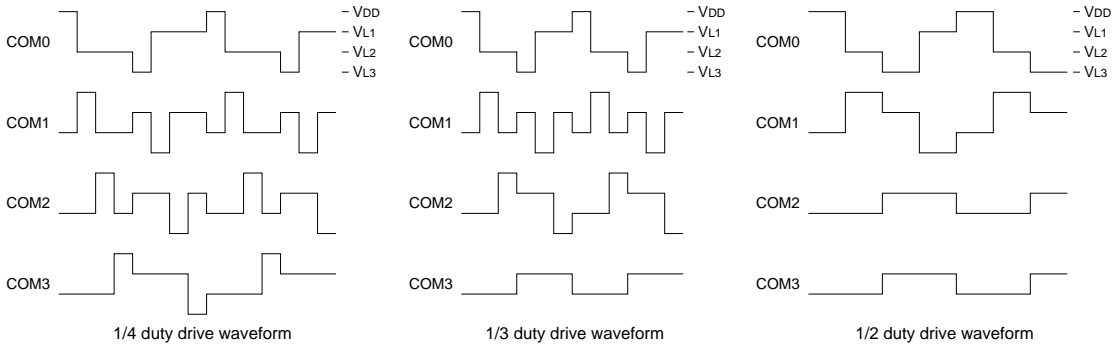 COM0
COM1
COM2
COM3
1/4 duty drive waveform
VDD
VL1
VL2
VL3
COM0
COM1
COM2
COM3
1/3 duty drive waveform
VDD
VL1
VL2
VL3
COM0
COM1
COM2
COM3
1/2 duty drive waveform
VDD
VL1
VL2
VL3